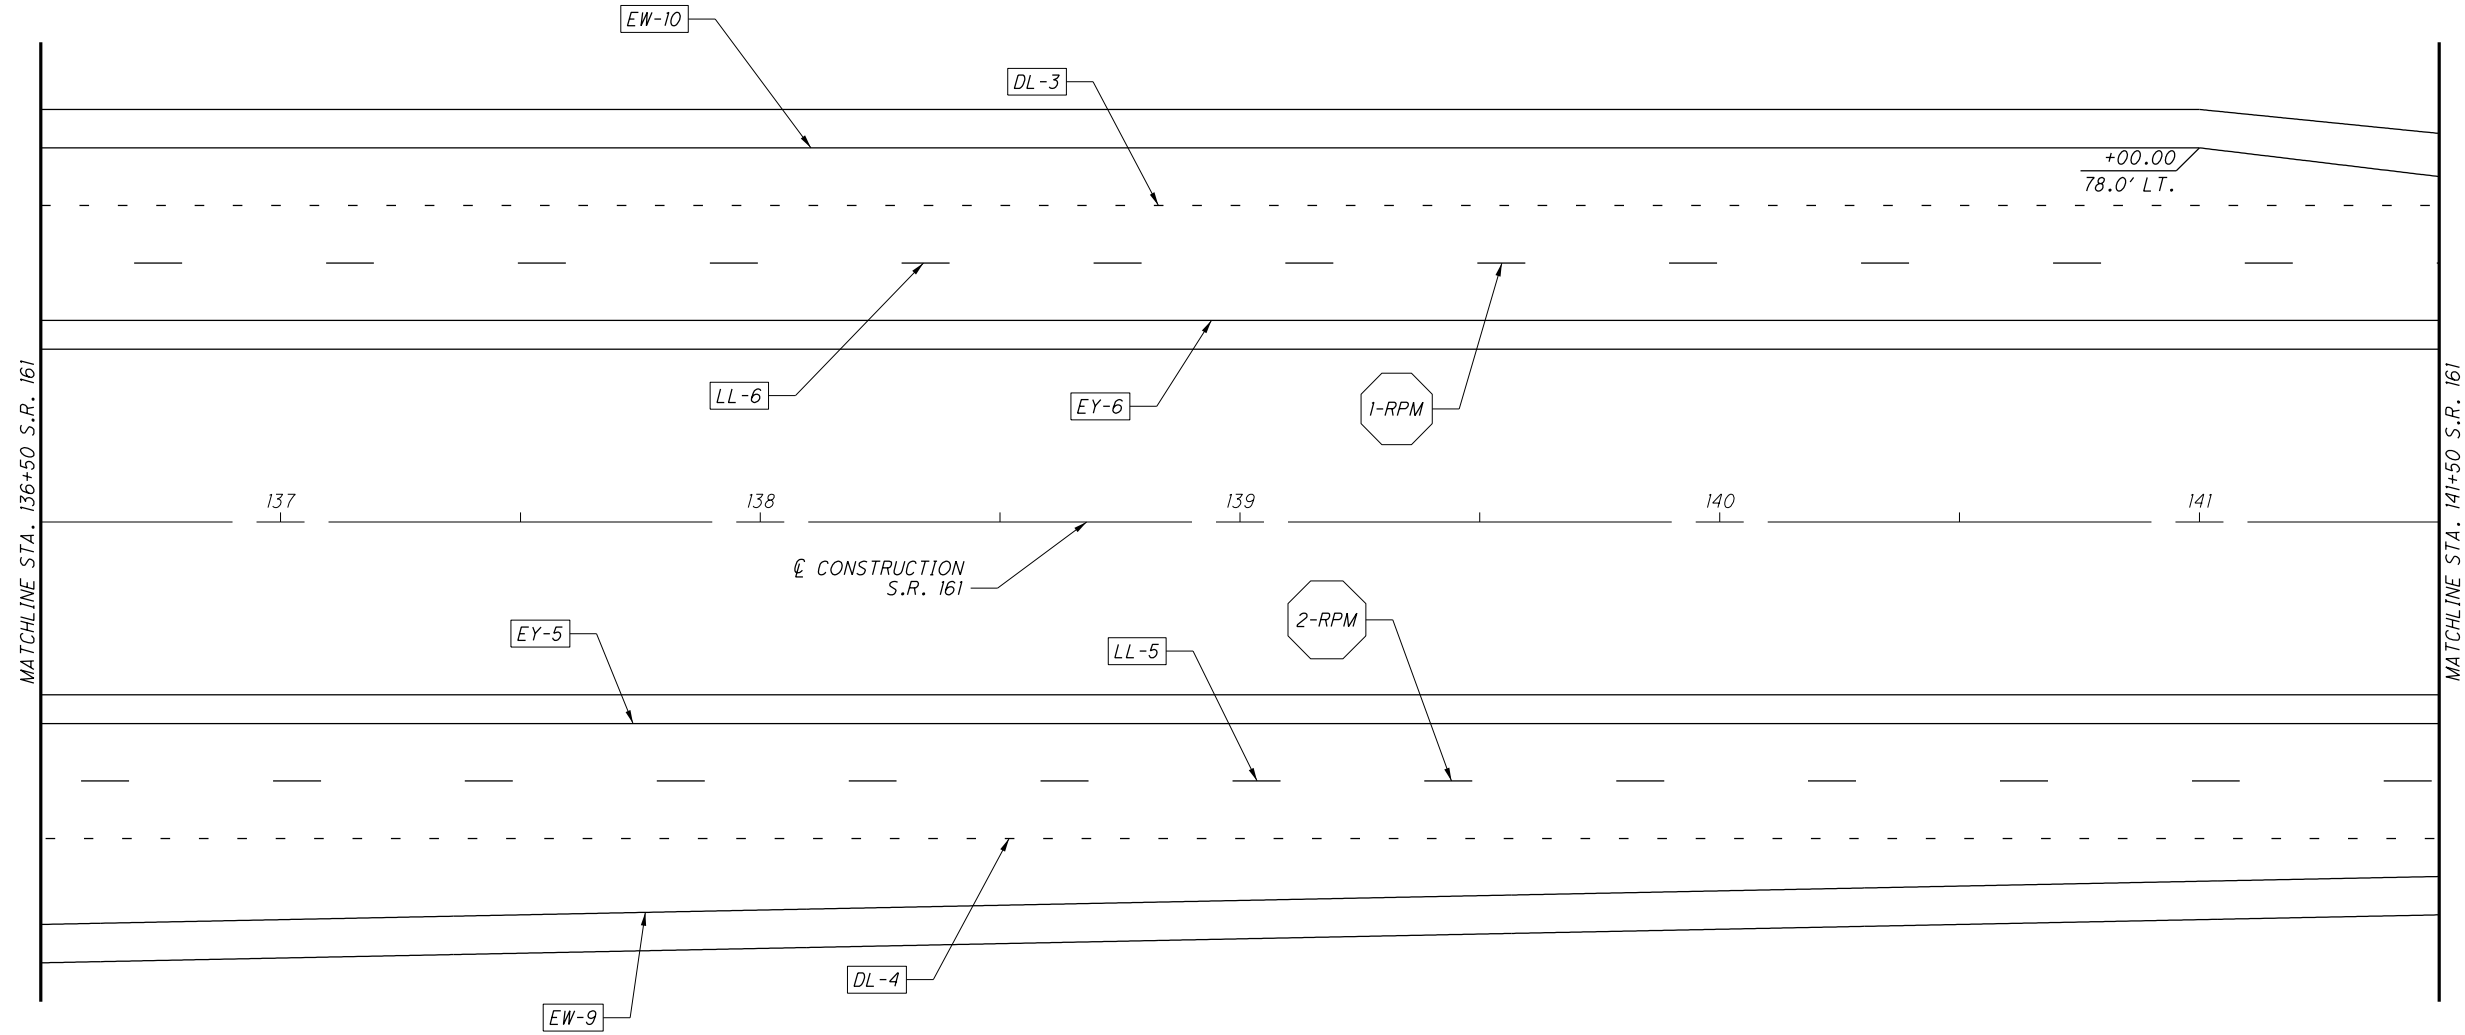 EW-10
DL-3
+00.00
78.0' LT.
LL-6
EY-6
1-RPM
MATCHLINE STA. 136+50 S.R. 161
MATCHLINE STA. 141+50 S.R. 161
137
138
139
140
141
℄ CONSTRUCTION
S.R. 161
2-RPM
EY-5
LL-5
DL-4
EW-9